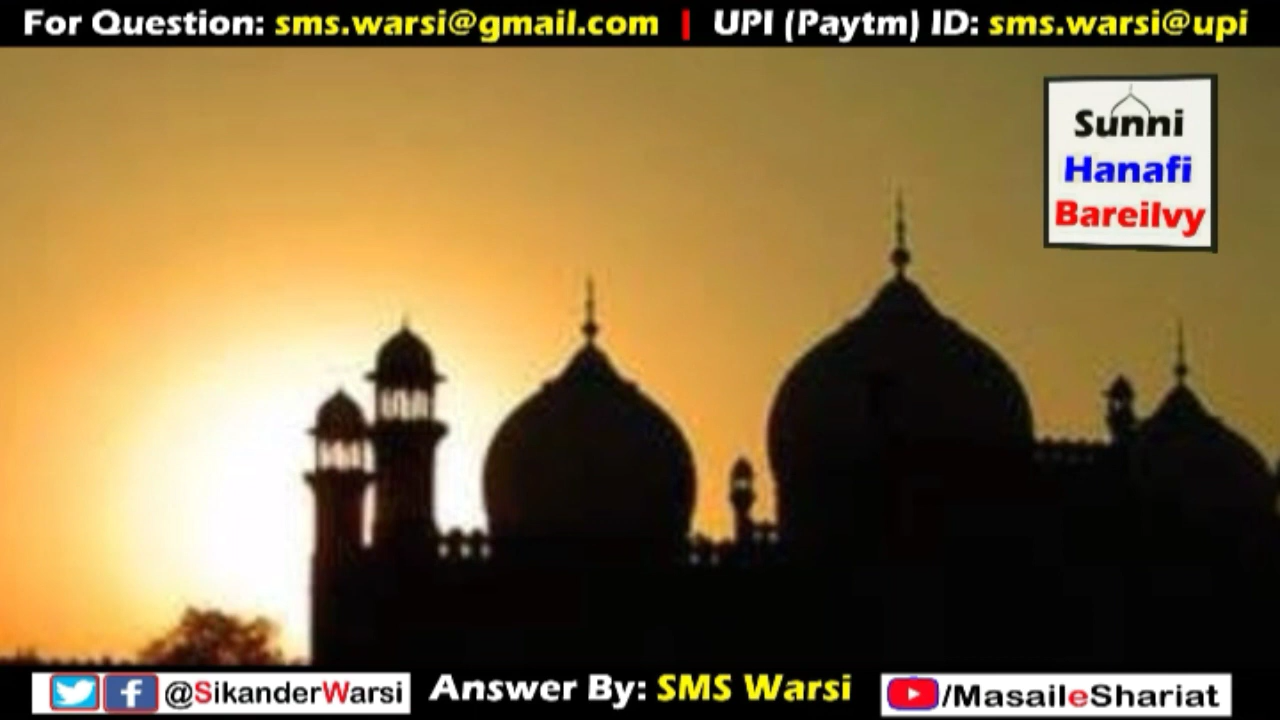 For Question: sms.warsi@gmail.com | UPI (Paytm) ID: sms.warsi@upi
Sunni
Hanafi
Bareilvy
@SikanderWarsi Answer By: SMS Warsi /MasaileShariat